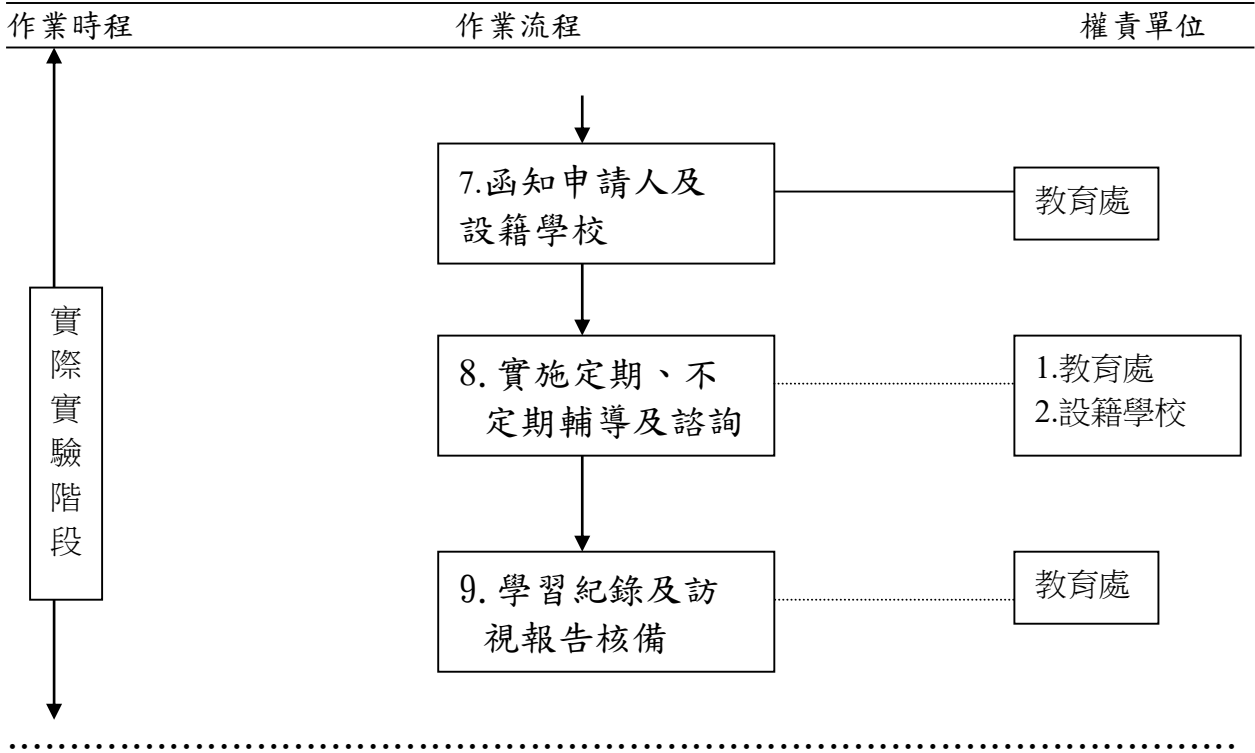 作業時程 作業流程 權責單位
7.函知申請人及
設籍學校
教育處
實際實驗階段
8. 實施定期、不
定期輔導及諮詢
1.教育處
2.設籍學校
9. 學習紀錄及訪
視報告核備
教育處